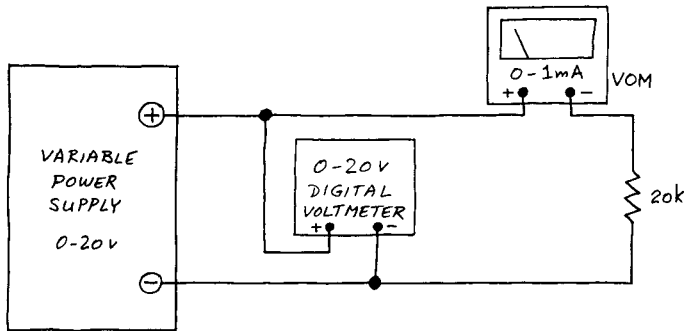 0-1mA
+ -
VOM
+
VARIABLE
POWER
SUPPLY
0-20v
0-20v
DIGITAL
VOLTMETER
+ -
20k
-